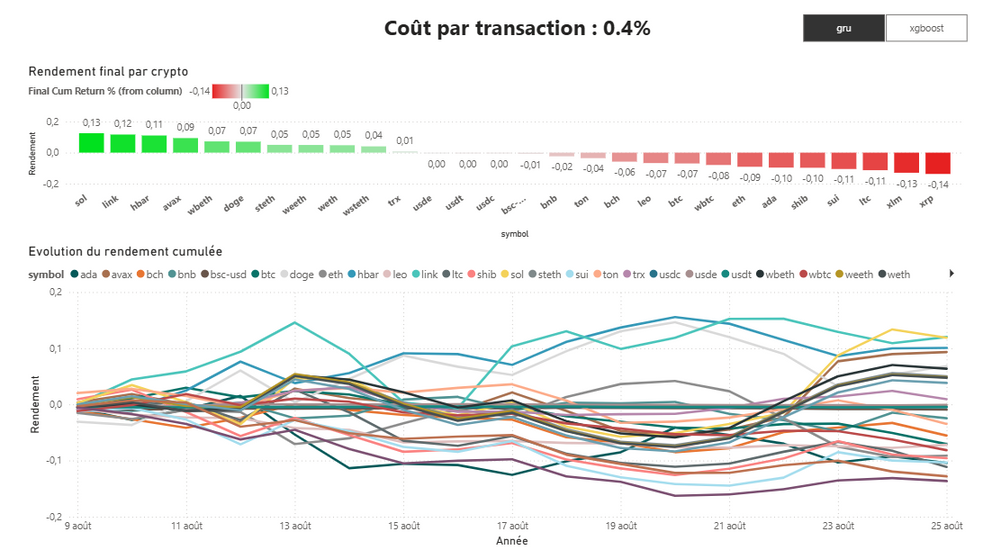 Coût par transaction : 0.4%
gru
xgboost
Rendement final par crypto
Final Cum Return % (from column) -0,14 0,13
0,00
Rendement
0,2
0,0
-0,2
0,13 0,12 0,11 0,09 0,07 0,07 0,05 0,05 0,05 0,04 0,01 0,00 0,00 0,00 -0,01 -0,02 -0,04 -0,06 -0,07 -0,07 -0,08 -0,09 -0,10 -0,10 -0,11 -0,11 -0,13 -0,14
sol link hbar avax wbeth doge steth weeth weth wsteth trx usde usdt usdc bsc-... bnb ton bch leo btc wbtc eth ada shib sui ltc xlm xrp
symbol
Evolution du rendement cumulée
symbol ada avax bch bnb bsc-usd btc doge eth hbar leo link ltc shib sol steth sui ton trx usdc usde usdt wbeth wbtc weeth weth
Rendement
0,2
0,1
0,0
-0,1
-0,2
9 août 11 août 13 août 15 août 17 août 19 août 21 août 23 août 25 août
Année